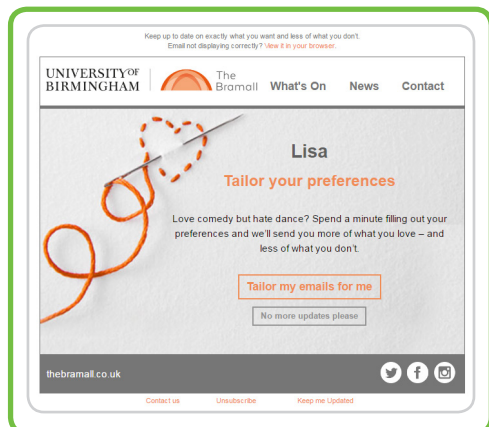 Keep up to date on exactly what you want and less of what you don't.
Email not displaying correctly? View it in your browser.
UNIVERSITY OF
BIRMINGHAM
The
Bramall
What's On News Contact
Lisa
Tailor your preferences
Love comedy but hate dance? Spend a minute filling out your
preferences and we'll send you more of what you love – and
less of what you don't.
Tailor my emails for me
No more updates please
thebramall.co.uk
Contact us Unsubscribe Keep me Updated